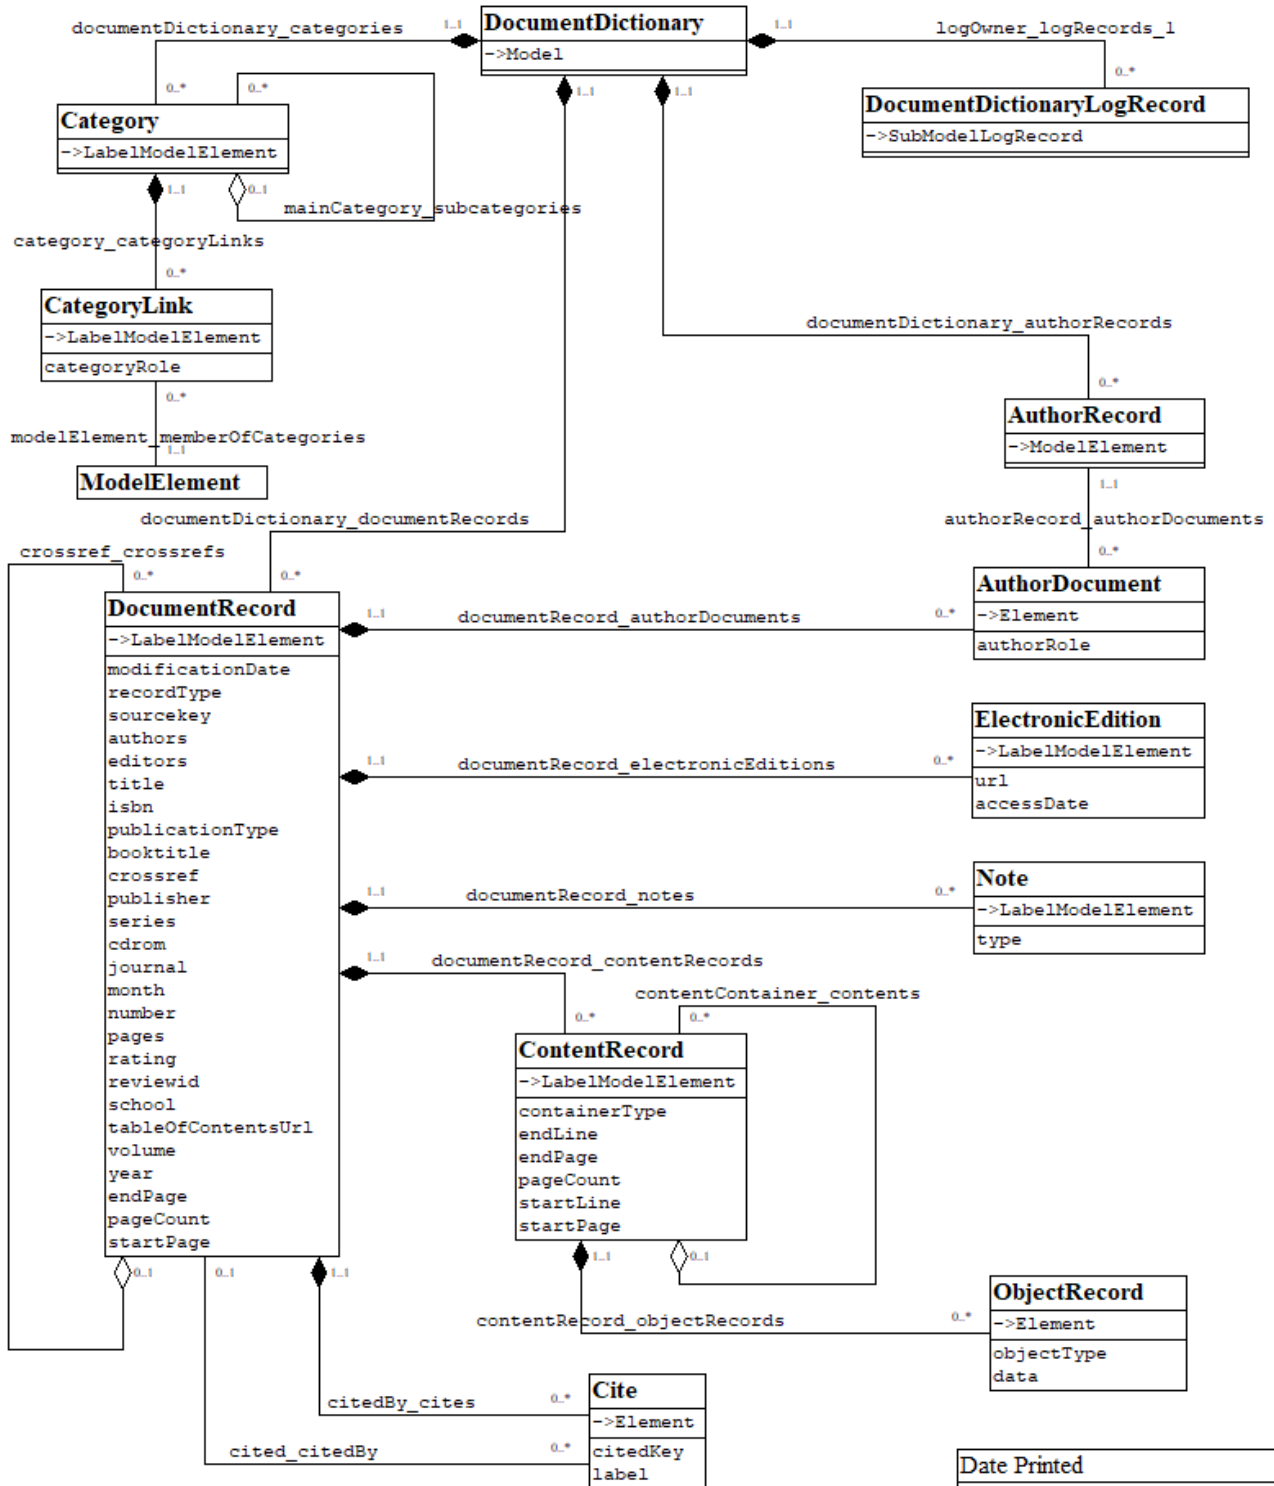 documentDictionary_categories
1..1
DocumentDictionary
->Model
1..1
logOwner_logRecords_1
0..*
0..*
1..1
1..1
0..*
Category
->LabelModelElement
DocumentDictionaryLogRecord
->SubModelLogRecord
1..1
0..1
mainCategory_subcategories
category_categoryLinks
0..*
CategoryLink
->LabelModelElement
categoryRole
0..*
documentDictionary_authorRecords
0..*
modelElement_memberOfCategories
1..1
ModelElement
AuthorRecord
->ModelElement
1..1
documentDictionary_documentRecords
authorRecord_authorDocuments
crossref_crossrefs
0..*
0..*
0..*
DocumentRecord
->LabelModelElement
modificationDate
recordType
sourcekey
authors
editors
title
isbn
publicationType
booktitle
crossref
publisher
series
cdrom
journal
month
number
pages
rating
reviewid
school
tableOfContentsUrl
volume
year
endPage
pageCount
startPage
1..1
documentRecord_authorDocuments
0..*
AuthorDocument
->Element
authorRole
1..1
documentRecord_electronicEditions
0..*
ElectronicEdition
->LabelModelElement
url
accessDate
1..1
documentRecord_notes
0..*
Note
->LabelModelElement
type
1..1
documentRecord_contentRecords
contentContainer_contents
0..*
0..*
ContentRecord
->LabelModelElement
containerType
endLine
endPage
pageCount
startLine
startPage
1..1
0..1
0..1
0..1
1..1
contentRecord_objectRecords
0..*
ObjectRecord
->Element
objectType
data
citedBy_cites
0..*
Cite
->Element
citedKey
label
cited_citedBy
0..*
Date Printed